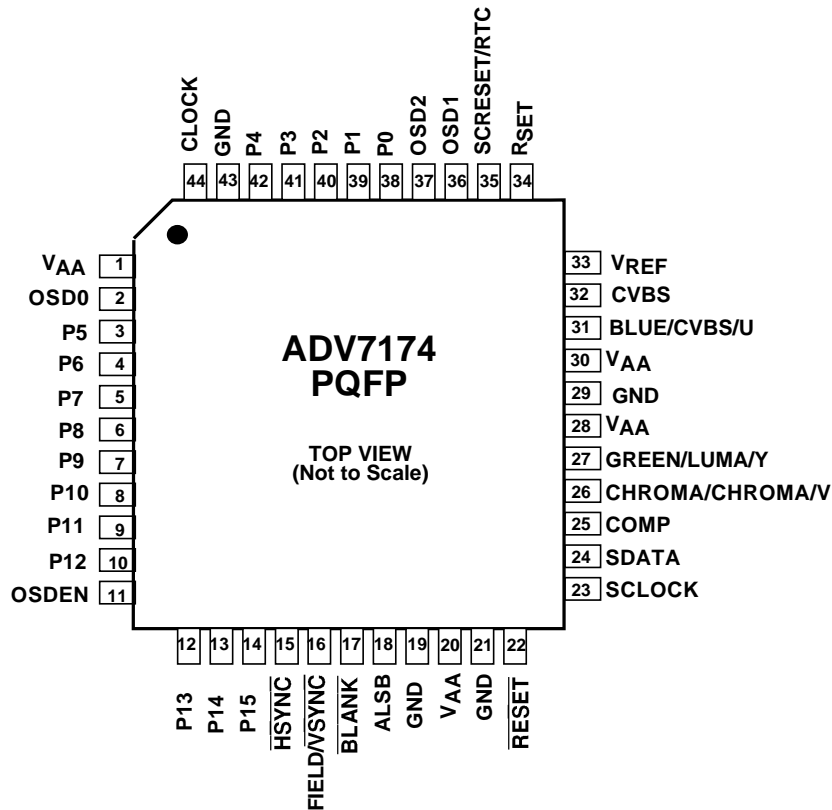 CLOCK
GND
P4
P3
P2
P1
P0
OSD2
OSD1
SCRESET/RTC
RSET
44
43
42
41
40
39
38
37
36
35
34
VAA 1
OSD0 2
P5 3
P6 4
P7 5
P8 6
P9 7
P10 8
P11 9
P12 10
OSDEN 11
ADV7174
PQFP
TOP VIEW
(Not to Scale)
33 VREF
32 CVBS
31 BLUE/CVBS/U
30 VAA
29 GND
28 VAA
27 GREEN/LUMA/Y
26 CHROMA/CHROMA/V
25 COMP
24 SDATA
23 SCLOCK
12
13
14
15
16
17
18
19
20
21
22
P13
P14
P15
HSYNC
FIELD/VSYNC
BLANK
ALSB
GND
VAA
GND
RESET